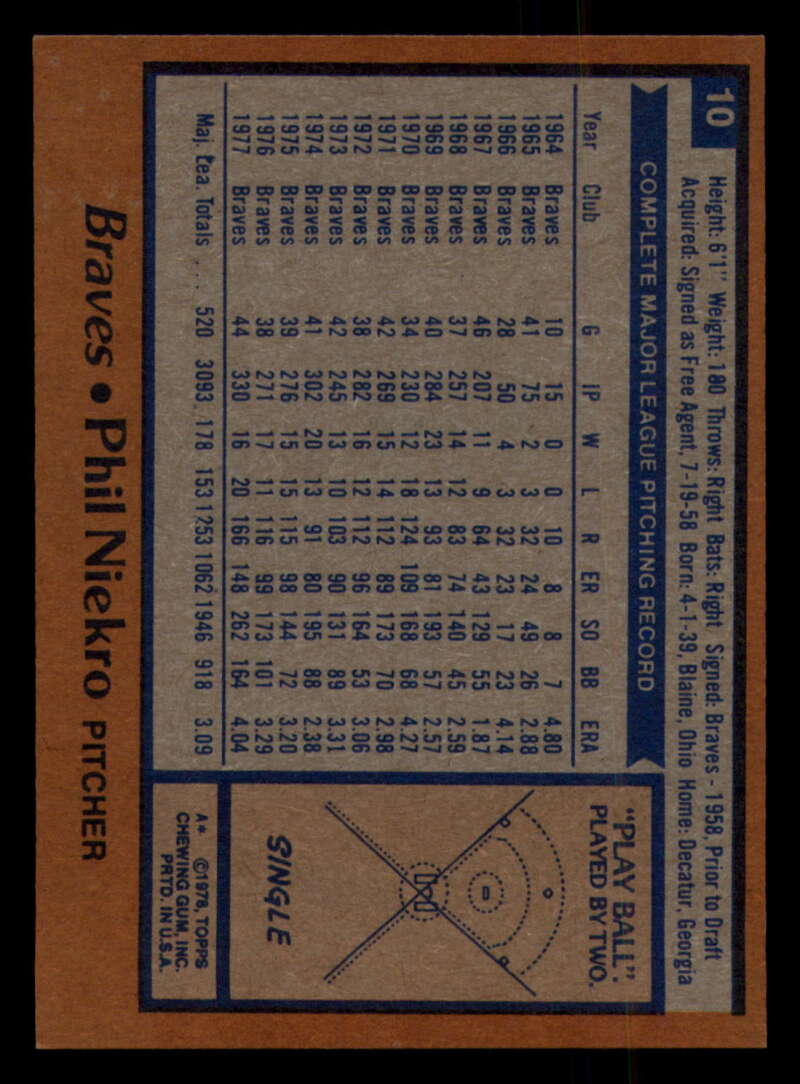 10
Height: 6'1" Weight: 180 Throws: Right Bats: Right Signed: Braves - 1958, Prior to Draft
Acquired: Signed as Free Agent, 7-19-58 Born: 4-1-39, Blaine, Ohio Home: Decatur, Georgia
COMPLETE MAJOR LEAGUE PITCHING RECORD
Year Club G IP W L R ER SO BB ERA
1964 Braves 10 15 0 0 10 8 8 7 4.80
1965 Braves 41 75 2 3 32 24 49 26 2.88
1966 Braves 28 50 4 3 32 23 17 23 4.14
1967 Braves 46 207 11 9 64 43 129 55 1.87
1968 Braves 37 257 14 12 83 74 140 45 2.59
1969 Braves 40 284 23 13 93 81 193 57 2.57
1970 Braves 34 230 12 18 124 109 168 68 4.27
1971 Braves 42 269 15 14 112 89 173 70 2.98
1972 Braves 38 282 16 12 112 96 164 53 3.06
1973 Braves 42 245 13 10 103 90 131 89 3.31
1974 Braves 41 302 20 13 91 80 195 88 2.38
1975 Braves 39 276 15 15 115 98 144 72 3.20
1976 Braves 38 271 17 11 116 99 173 101 3.29
1977 Braves 44 330 16 20 166 148 262 164 4.04
Maj. Lea. Totals ... 520 3093 178 153 1253 1062 1946 918 3.09
"PLAY BALL"
PLAYED BY TWO.
SINGLE
A* ©1978, TOPPS
CHEWING GUM, INC.
PRTD. IN U.S.A.
Braves • Phil Niekro PITCHER